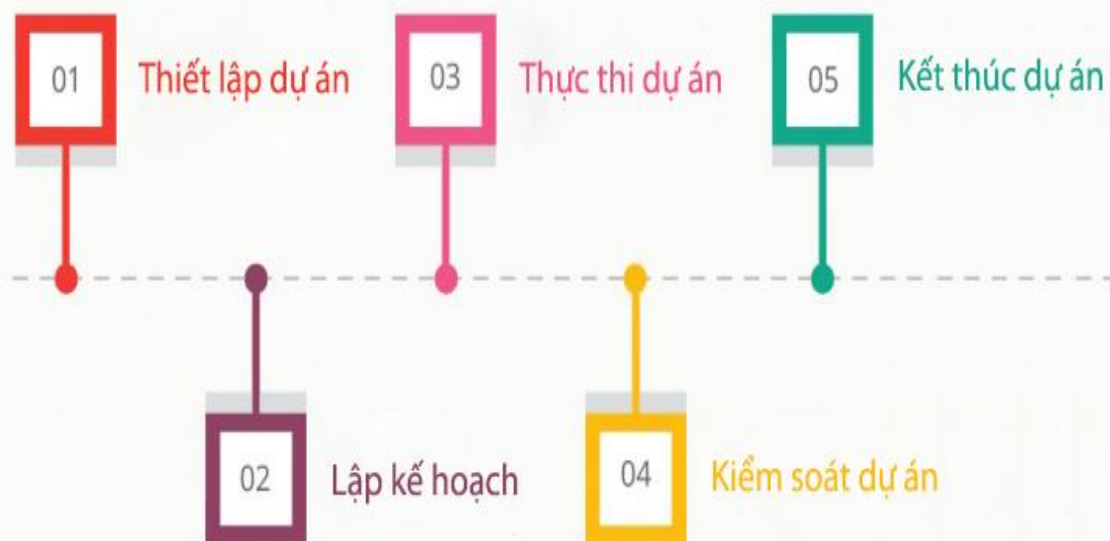 01 Thiết lập dự án
02 Lập kế hoạch
03 Thực thi dự án
04 Kiểm soát dự án
05 Kết thúc dự án